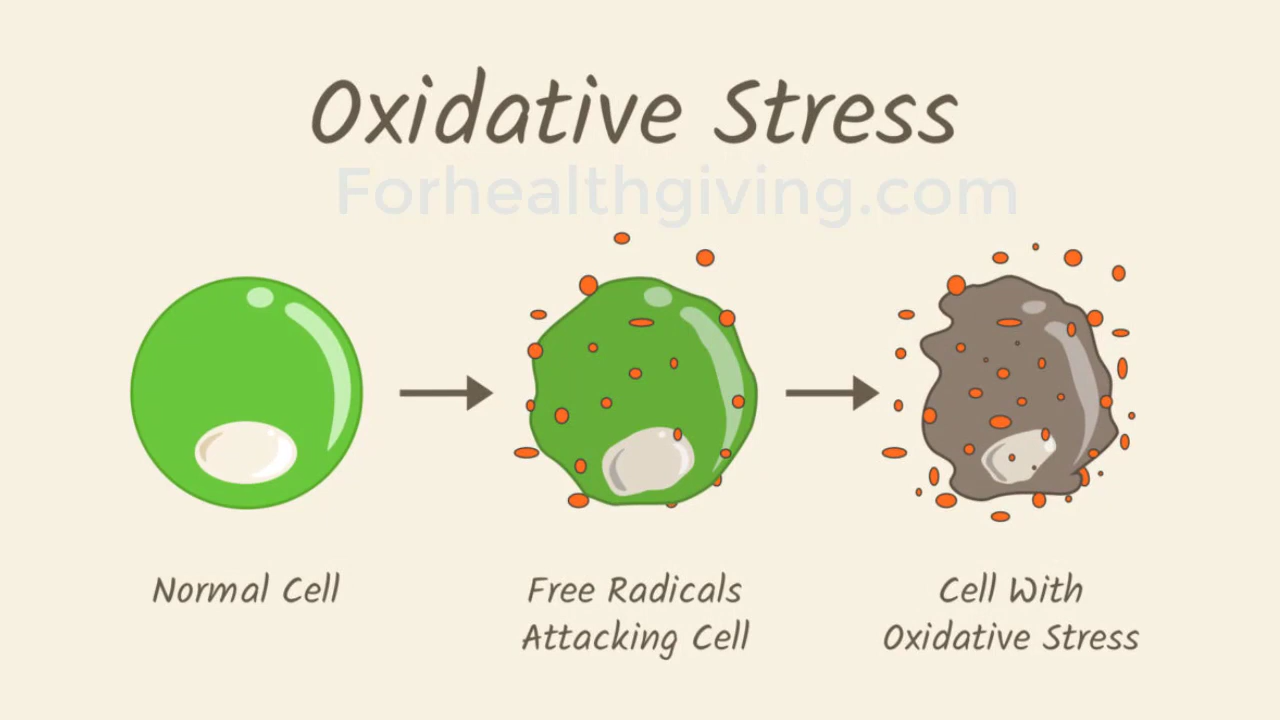 Oxidative Stress
Forhealthgiving.com
Normal Cell
Free Radicals
Attacking Cell
Cell With
Oxidative Stress